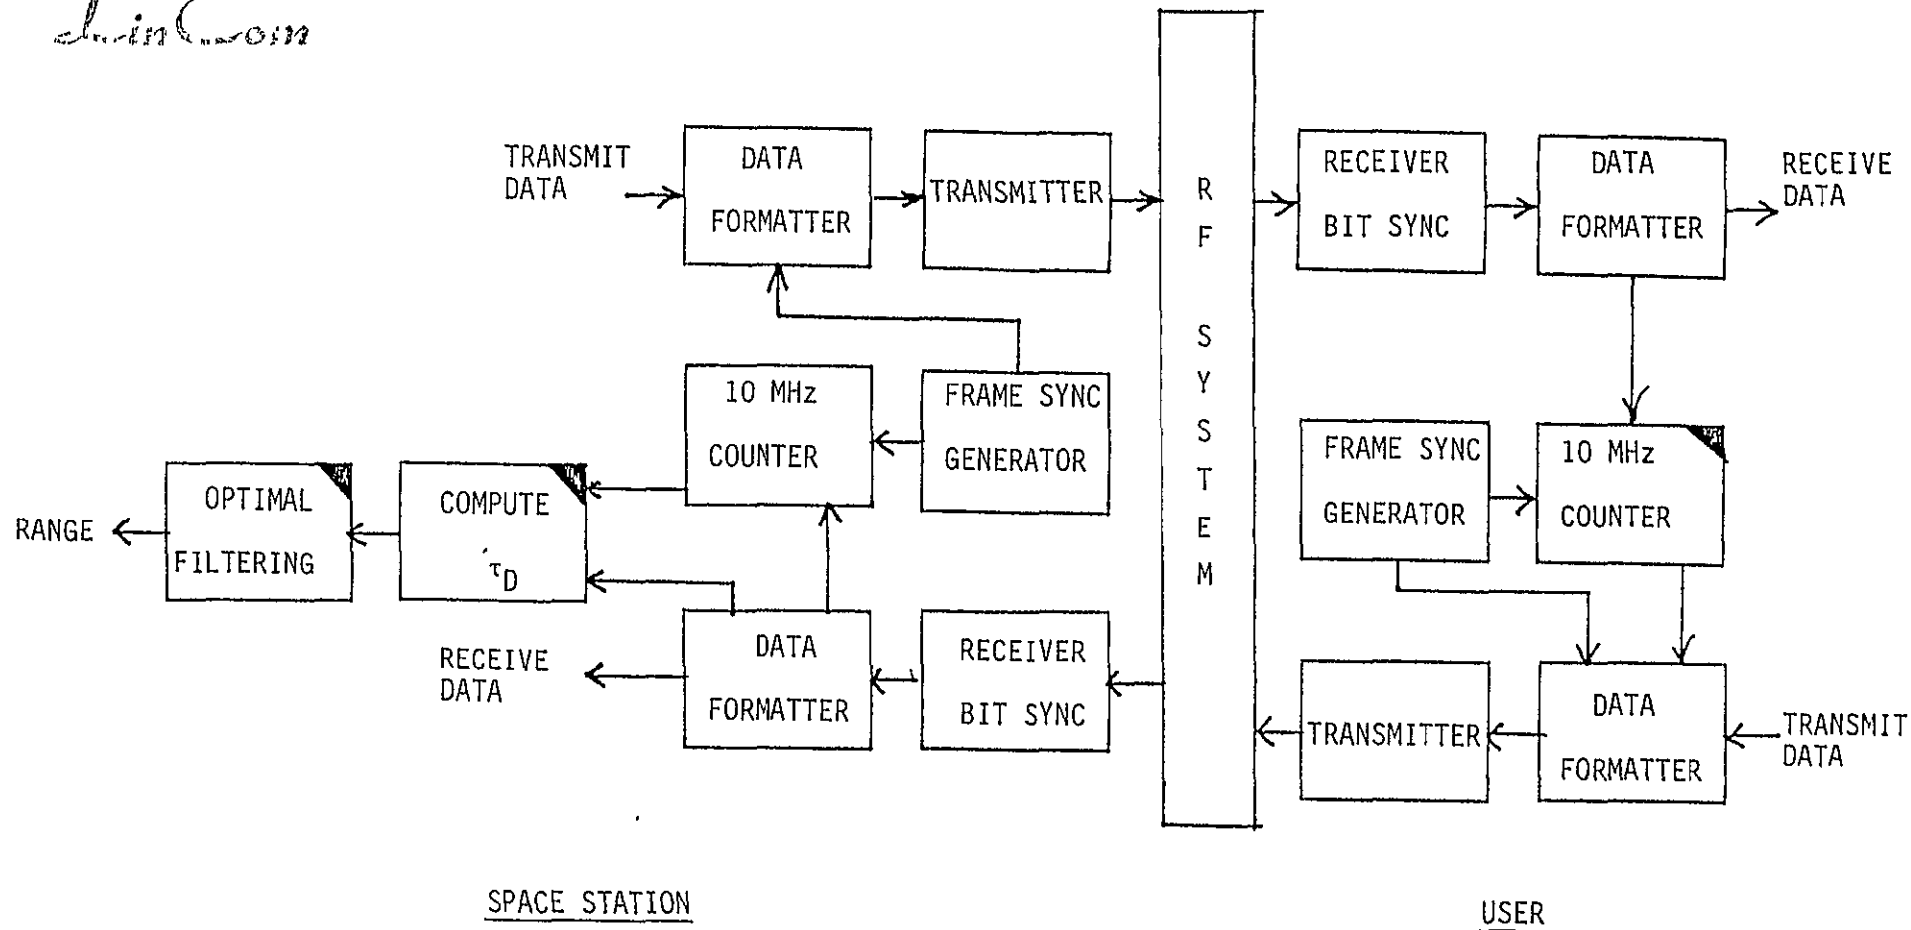 LinCom
TRANSMIT
DATA
DATA
FORMATTER
TRANSMITTER
R
F
S
Y
S
T
E
M
RECEIVER
BIT SYNC
DATA
FORMATTER
RECEIVE
DATA
10 MHz
COUNTER
FRAME SYNC
GENERATOR
FRAME SYNC
GENERATOR
10 MHz
COUNTER
RANGE
OPTIMAL
FILTERING
COMPUTE
τD
RECEIVE
DATA
DATA
FORMATTER
RECEIVER
BIT SYNC
TRANSMITTER
DATA
FORMATTER
TRANSMIT
DATA
SPACE STATION
USER